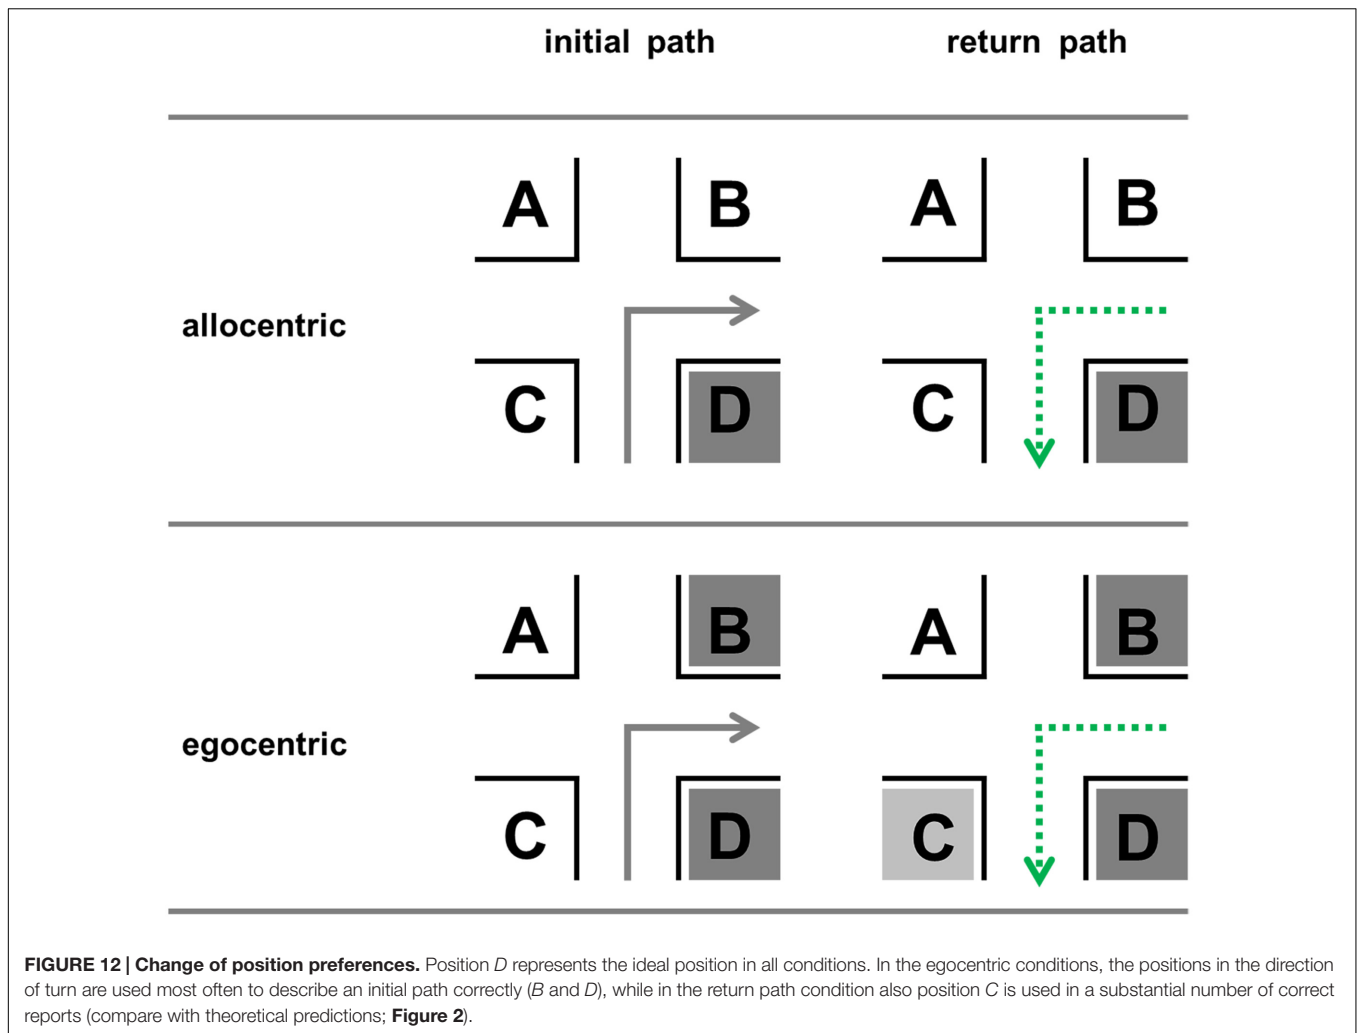 initial path return path
A B A B
allocentric
C D C D
A B A B
egocentric
C D C D
FIGURE 12 | Change of position preferences. Position D represents the ideal position in all conditions. In the egocentric conditions, the positions in the direction
of turn are used most often to describe an initial path correctly (B and D), while in the return path condition also position C is used in a substantial number of correct
reports (compare with theoretical predictions; Figure 2).